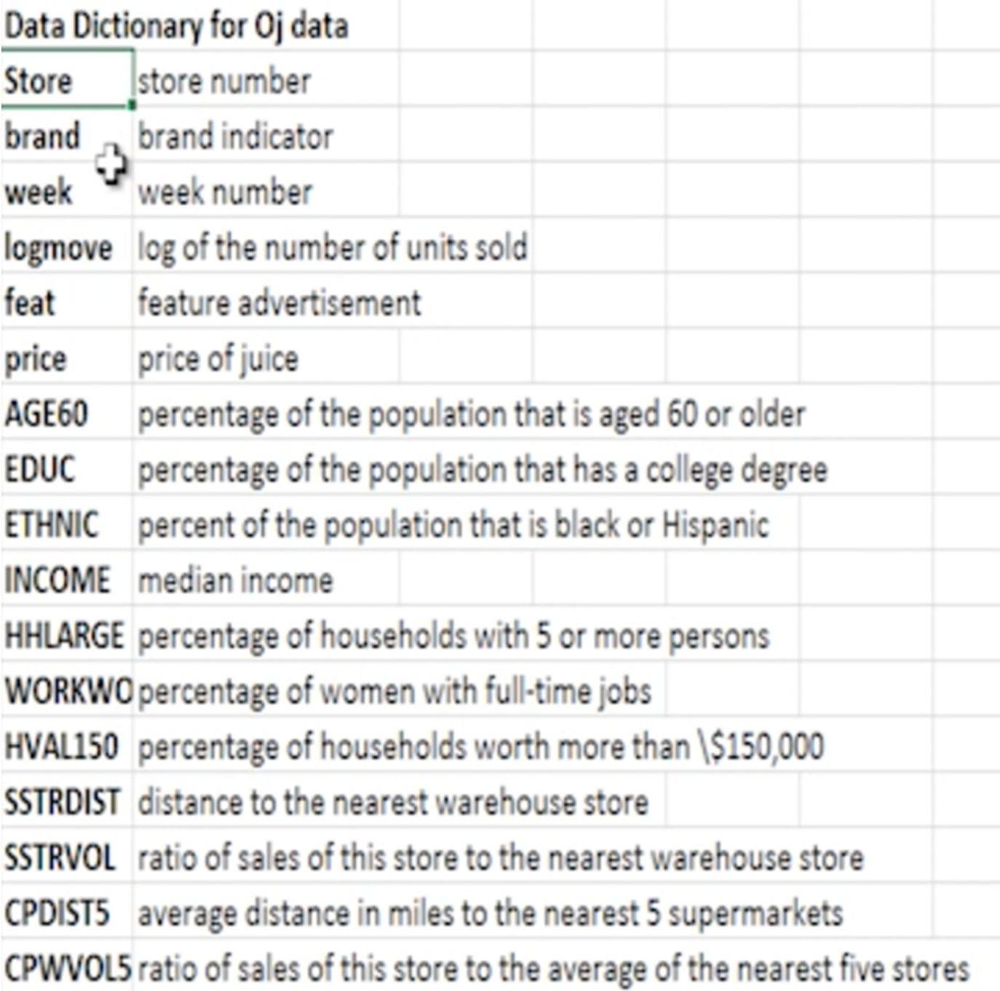 Data Dictionary for Oj data
Store store number
brand brand indicator
week week number
logmove log of the number of units sold
feat feature advertisement
price price of juice
AGE60 percentage of the population that is aged 60 or older
EDUC percentage of the population that has a college degree
ETHNIC percent of the population that is black or Hispanic
INCOME median income
HHLARGE percentage of households with 5 or more persons
WORKWO percentage of women with full-time jobs
HVAL150 percentage of households worth more than \$150,000
SSTRDIST distance to the nearest warehouse store
SSTRVOL ratio of sales of this store to the nearest warehouse store
CPDIST5 average distance in miles to the nearest 5 supermarkets
CPWVOL5 ratio of sales of this store to the average of the nearest five stores